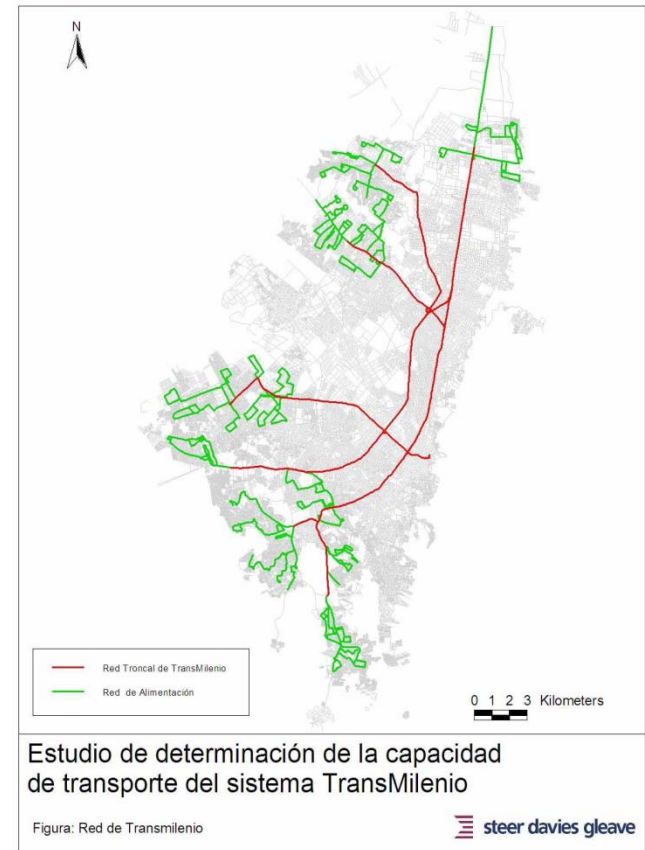 N
Red Troncal de TransMilenio
Red de Alimentación
0 1 2 3 Kilometers
Estudio de determinación de la capacidad
de transporte del sistema TransMilenio
Figura: Red de Transmilenio
steer davies gleave